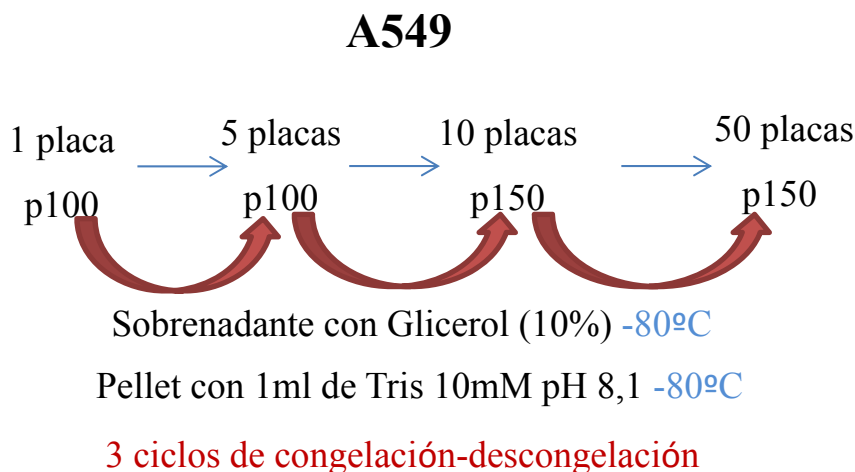 A549
1 placa 5 placas 10 placas 50 placas
p100 p100 p150 p150
Sobrenadante con Glicerol (10%) -80ºC
Pellet con 1ml de Tris 10mM pH 8,1 -80ºC
3 ciclos de congelación-descongelación